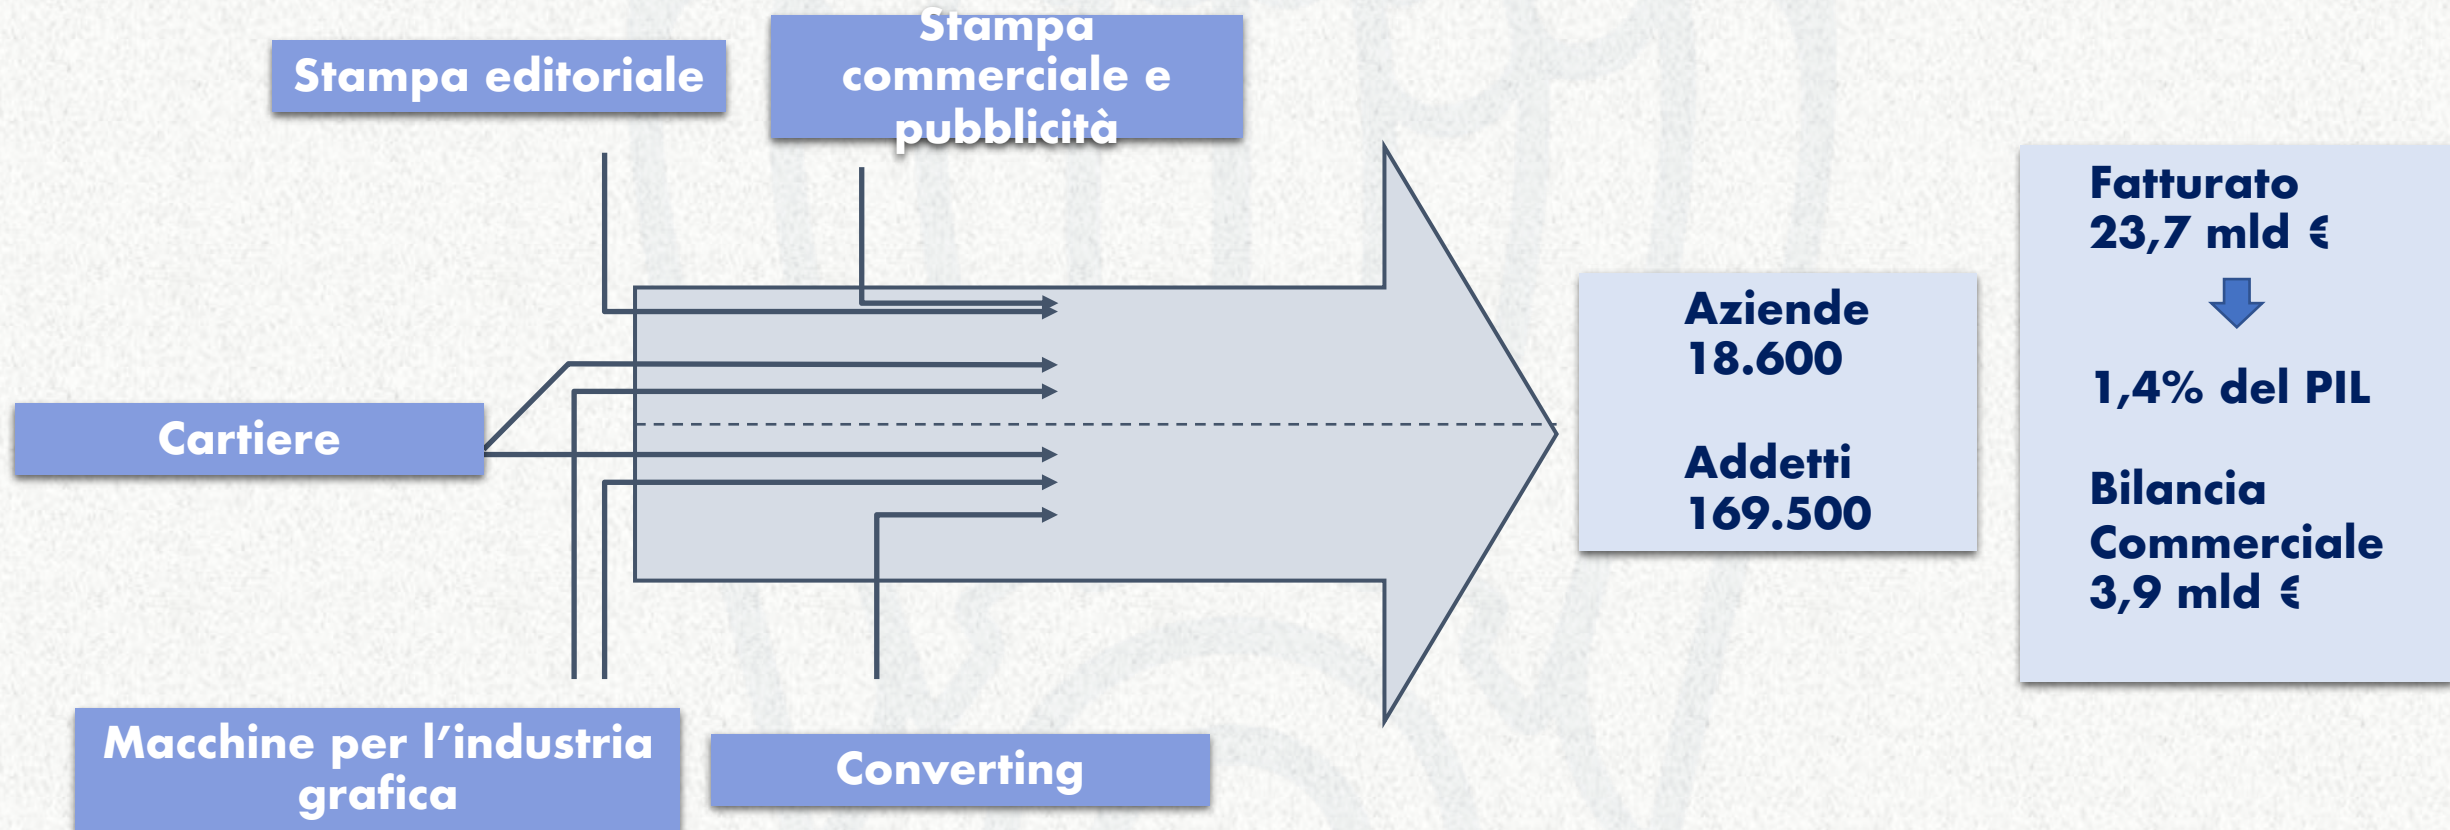 Stampa editoriale
Stampa
commerciale e
pubblicità
Cartiere
Macchine per l’industria
grafica
Converting
Aziende
18.600
Addetti
169.500
Fatturato
23,7 mld €
1,4% del PIL
Bilancia
Commerciale
3,9 mld €